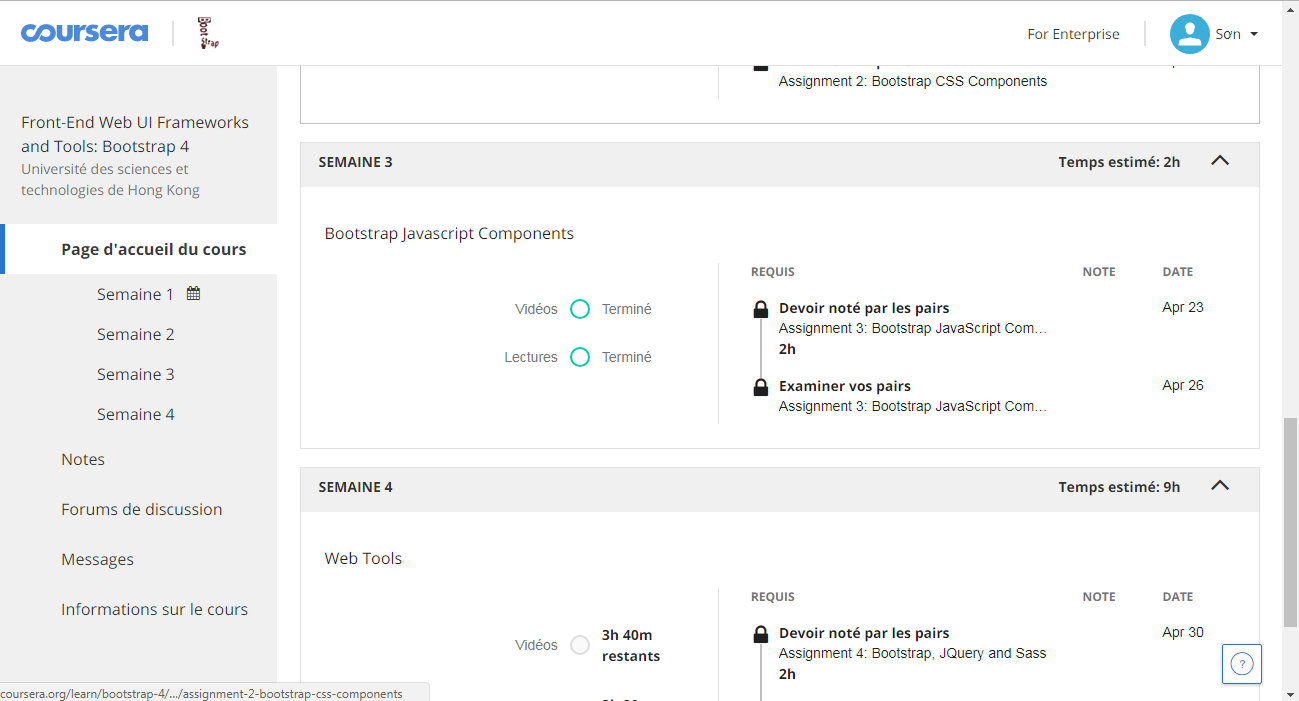 coursera
Boot
Strap
For Enterprise
Sơn
Front-End Web UI Frameworks
and Tools: Bootstrap 4
Université des sciences et
technologies de Hong Kong
Page d'accueil du cours
Semaine 1
Semaine 2
Semaine 3
Semaine 4
Notes
Forums de discussion
Messages
Informations sur le cours
Assignment 2: Bootstrap CSS Components
SEMAINE 3
Temps estimé: 2h
Bootstrap Javascript Components
Vidéos
Terminé
Lectures
Terminé
REQUIS
NOTE
DATE
Devoir noté par les pairs
Apr 23
Assignment 3: Bootstrap JavaScript Com…
2h
Examiner vos pairs
Apr 26
Assignment 3: Bootstrap JavaScript Com…
SEMAINE 4
Temps estimé: 9h
Web Tools
Vidéos
3h 40m
restants
REQUIS
NOTE
DATE
Devoir noté par les pairs
Apr 30
Assignment 4: Bootstrap, JQuery and Sass
2h
?
coursera.org/learn/bootstrap-4/.../assignment-2-bootstrap-css-components